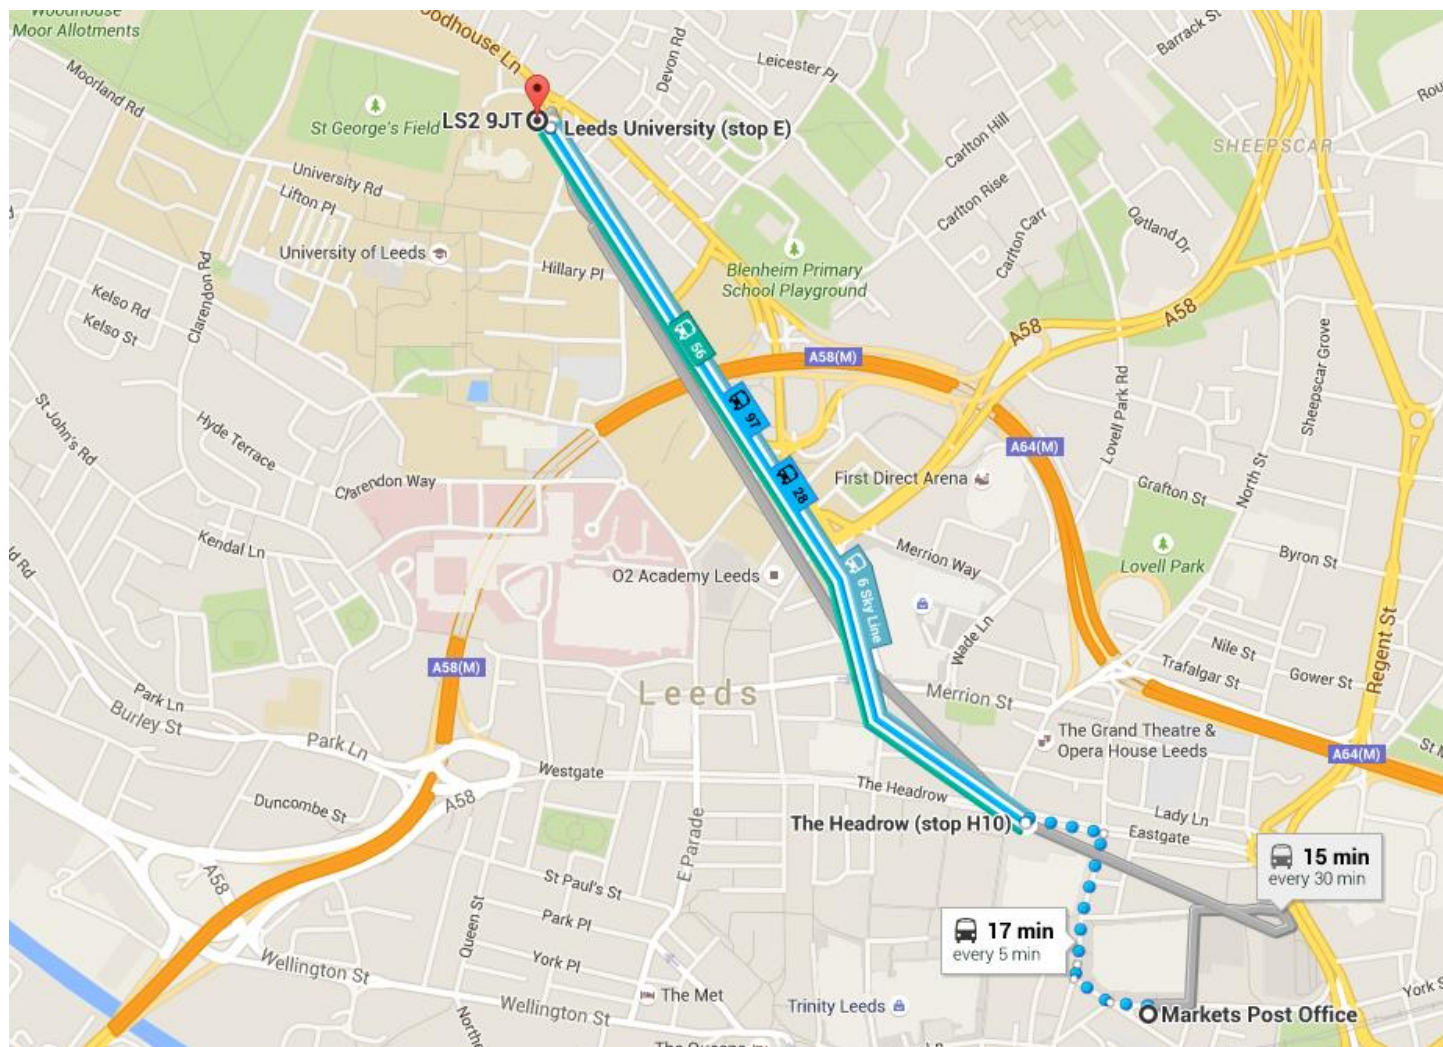 Woodhouse
Moor Allotments
Moorland Rd
Woodhouse Ln
St George's Field
LS2 9JT
Leeds University (stop E)
Devon Rd
Leicester Pl
Barrack St
SHEEPSCAR
Carlton Hill
Carlton Rise
Carlton Carr
Oatland Dr
University Rd
Lifton Pl
University of Leeds
Hillary Pl
Blenheim Primary
School Playground
Clarendon Rd
Kelso Rd
Kelso St
56
97
28
6 Sky Line
A58(M)
A58
A58
Lovell Park Rd
Sheepscar Grove
A64(M)
North St
St John's Rd
Hyde Terrace
Clarendon Way
First Direct Arena
Grafton St
Kendal Ln
Merrion Way
Lovell Park
Byron St
O2 Academy Leeds
Wade Ln
Regent St
Nile St
Trafalgar St
Gower St
A58(M)
Leeds
Merrion St
Park Ln
Burley St
Park Ln
The Grand Theatre &
Opera House Leeds
A64(M)
Westgate
The Headrow
Duncombe St
A58
A58
The Headrow (stop H10)
Lady Ln
Eastgate
15 min
every 30 min
E Parade
St Paul's St
Park Pl
Queen St
York Pl
17 min
every 5 min
Wellington St
Wellington St
The Met
Trinity Leeds
York S
Markets Post Office